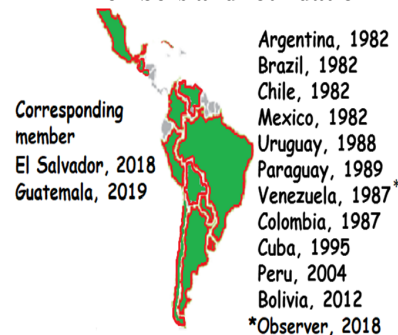 Corresponding
member
El Salvador, 2018
Guatemala, 2019
Argentina, 1982
Brazil, 1982
Chile, 1982
Mexico, 1982
Uruguay, 1988
Paraguay, 1989
Venezuela, 1987*
Colombia, 1987
Cuba, 1995
Peru, 2004
Bolivia, 2012
*Observer, 2018